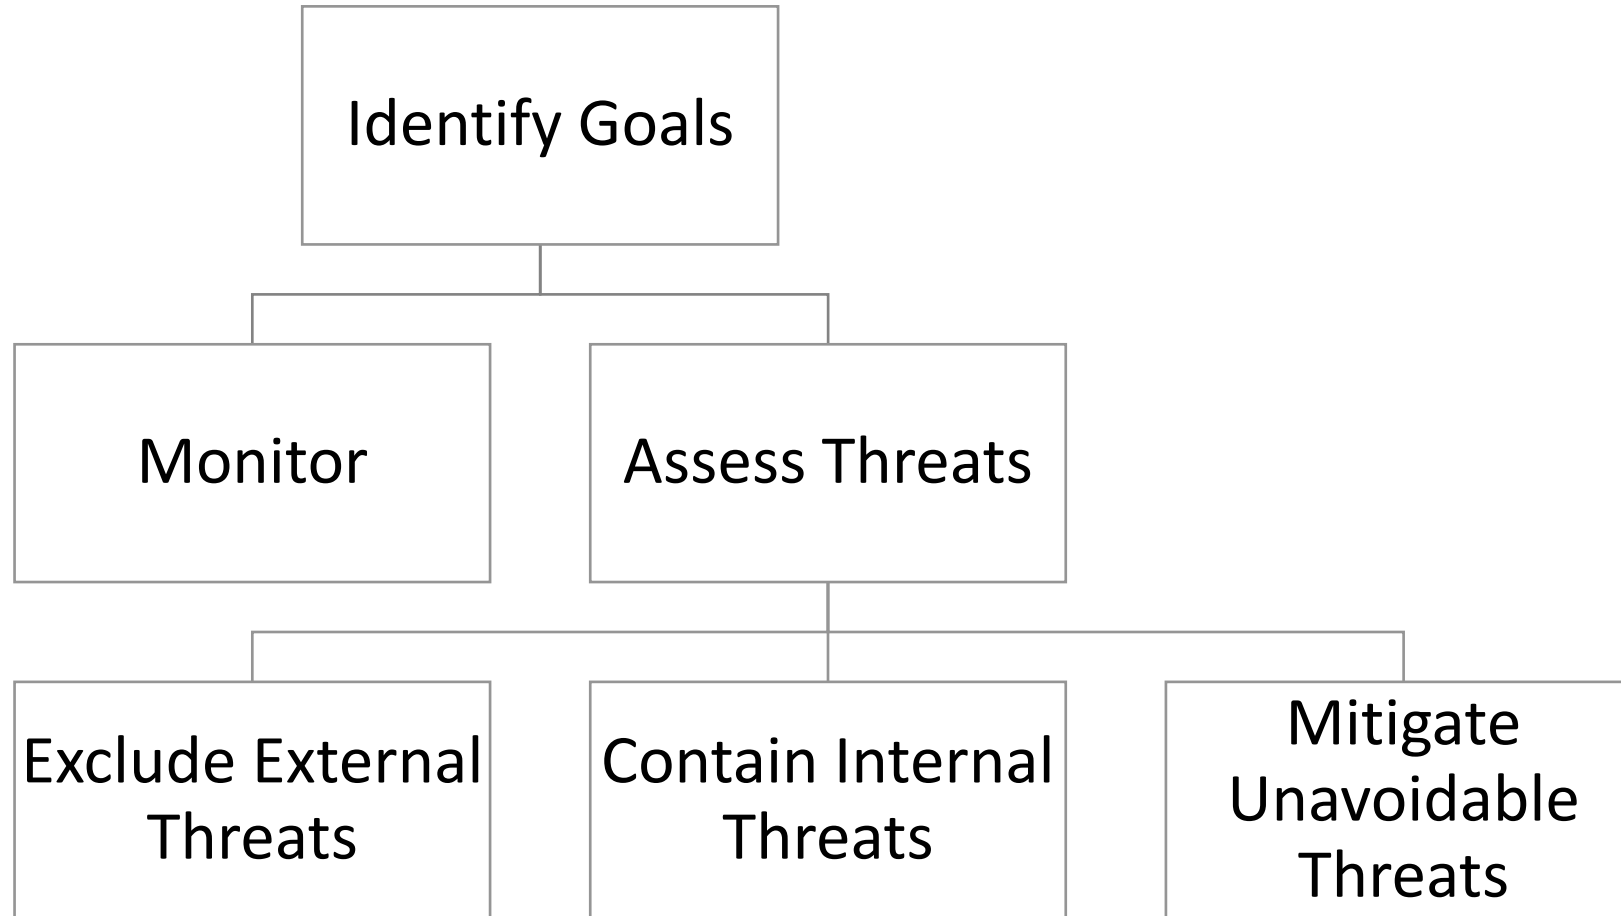 Identify Goals
Monitor
Assess Threats
Exclude External
Threats
Contain Internal
Threats
Mitigate
Unavoidable
Threats